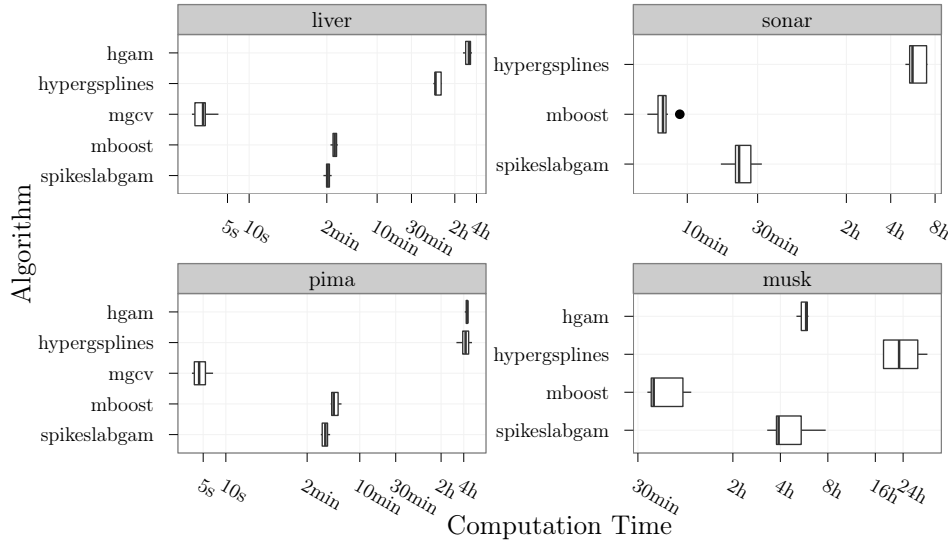 liver
hgam
hypergsplines
mgcv
mboost
spikeslabgam
5s 10s 2min 10min 30min 2h 4h
sonar
hypergsplines
mboost
spikeslabgam
10min 30min 2h 4h 8h
Algorithm
pima
hgam
hypergsplines
mgcv
mboost
spikeslabgam
5s 10s 2min 10min 30min 2h 4h
musk
hgam
hypergsplines
mboost
spikeslabgam
30min 2h 4h 8h 16h 24h
Computation Time